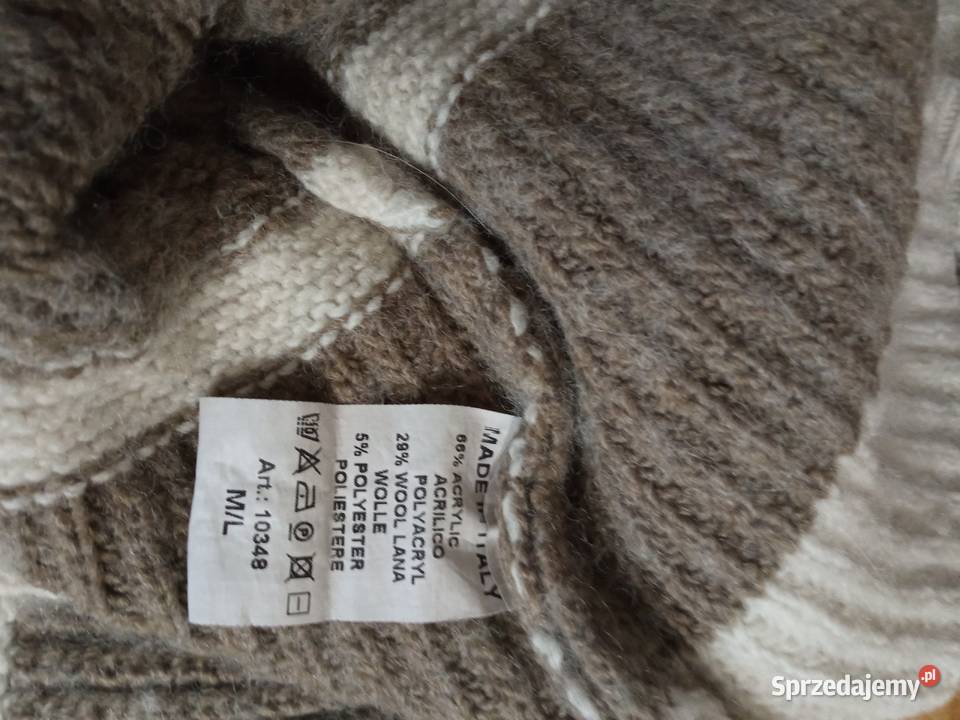 MADE IN ITALY
66% ACRYLIC
ACRILICO
POLYACRYL
29% WOOL LANA
WOLLE
5% POLYESTER
POLIESTERE
Art.: 10348
M/L
Sprzedajemy.pl